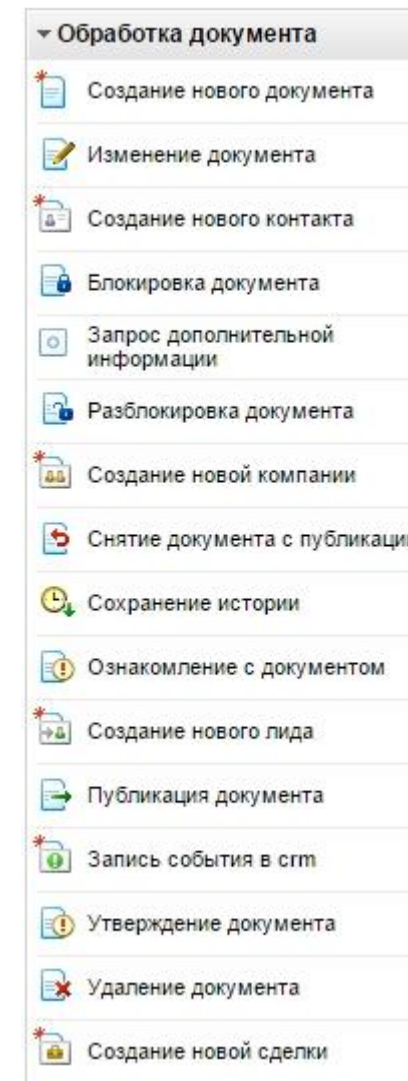 Обработка документа
Создание нового документа
Изменение документа
Создание нового контакта
Блокировка документа
Запрос дополнительной
информации
Разблокировка документа
Создание новой компании
Снятие документа с публикации
Сохранение истории
Ознакомление с документом
Создание нового лида
Публикация документа
Запись события в crm
Утверждение документа
Удаление документа
Создание новой сделки